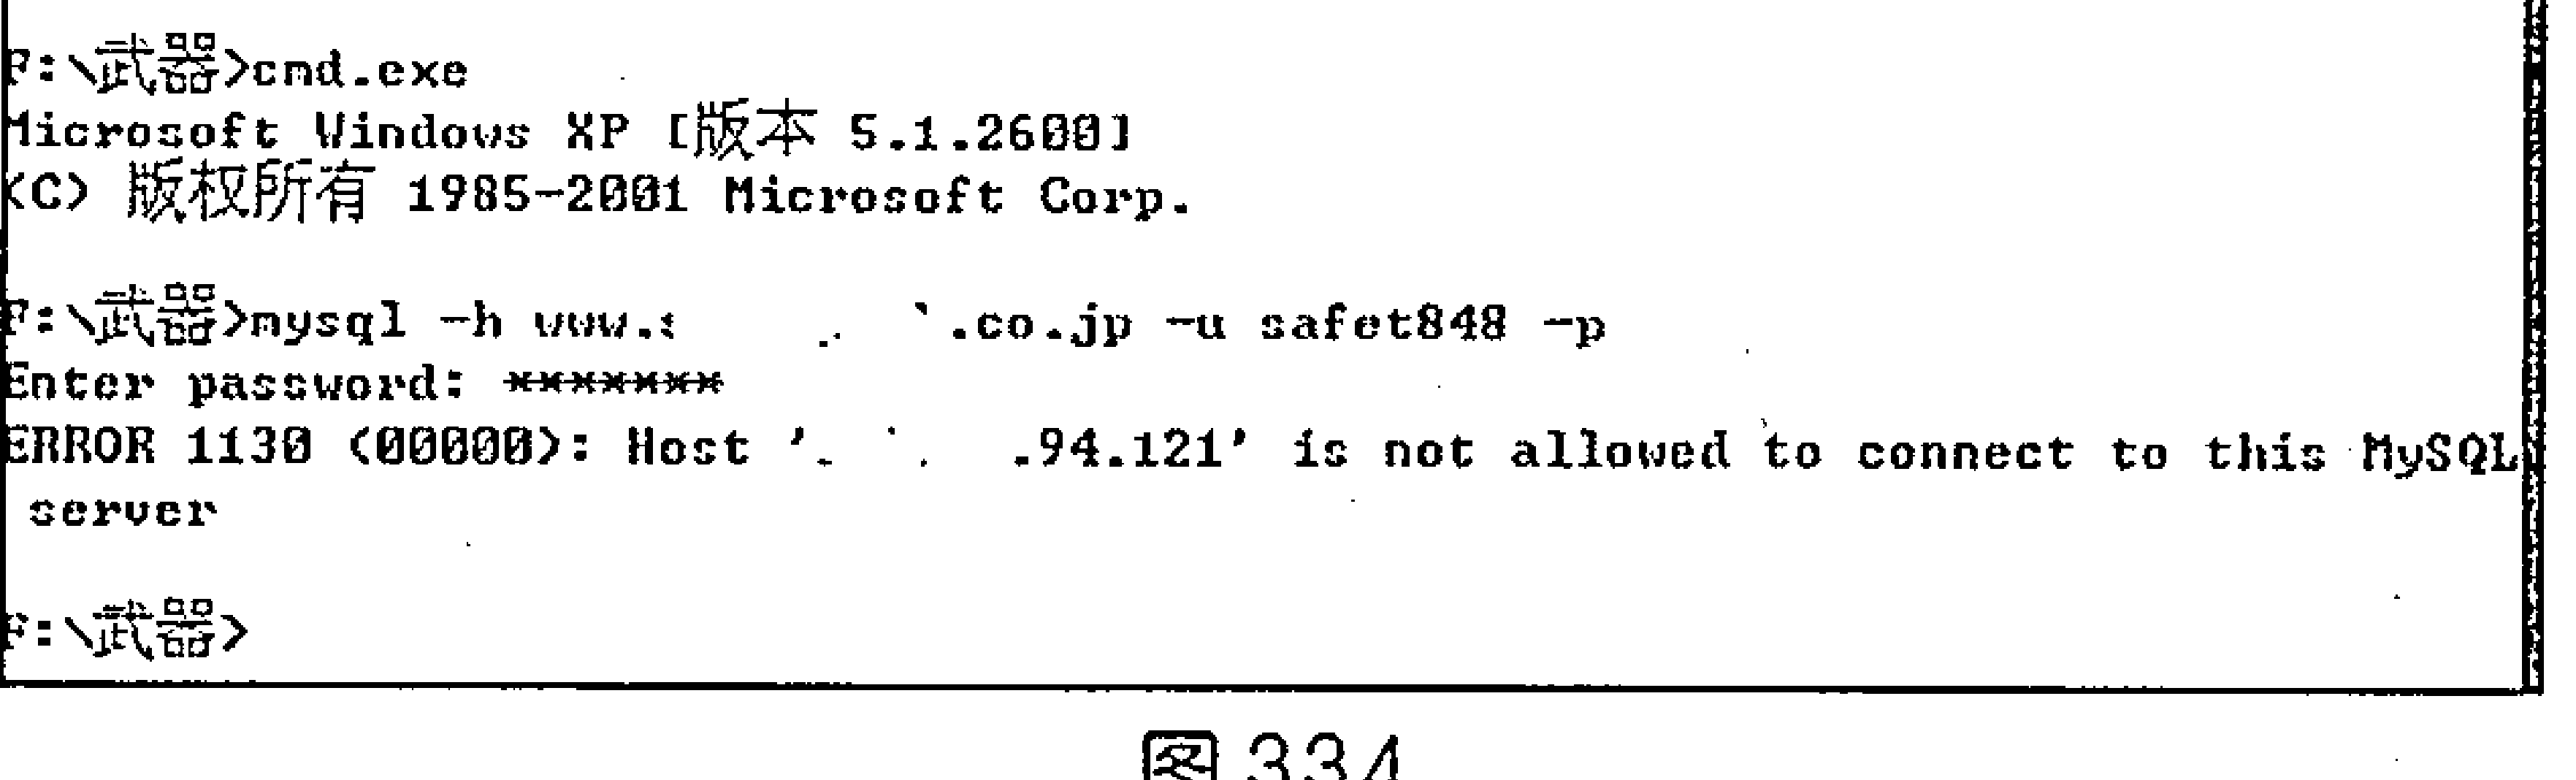 F:\武器>cmd.exe
Microsoft Windows XP [版本 5.1.2600]
(C) 版权所有 1985-2001 Microsoft Corp.
F:\武器>mysql -h www. .co.jp -u safet848 -p
Enter password: *******
ERROR 1130 (00000): Host '. .94.121' is not allowed to connect to this MySQL
server
F:\武器>
图 334